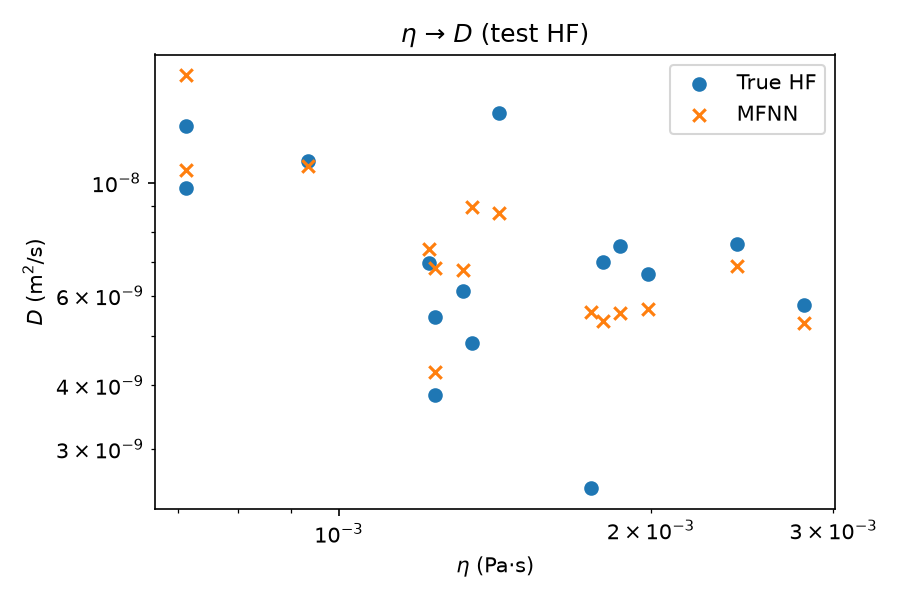 η → D (test HF)
True HF
MFNN
10⁻⁸
6 × 10⁻⁹
4 × 10⁻⁹
3 × 10⁻⁹
D (m²/s)
10⁻³
2 × 10⁻³
3 × 10⁻³
η (Pa·s)